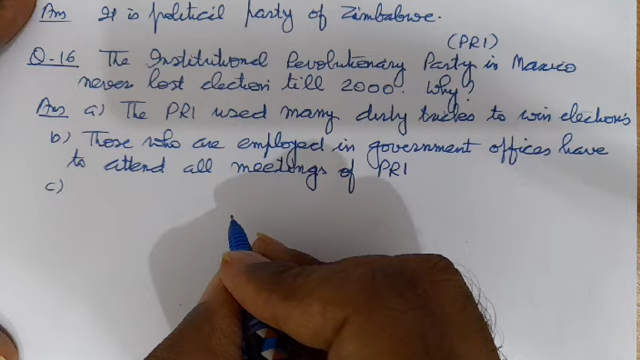 Ans It is political party of Zimbabwe.
(PRI)
Q-16 The Institutional Revolutionary Party in Mexico
never lost election till 2000. Why?
Ans a) The PRI used many dirty tricks to win elections
b) Those who are employed in government offices have
to attend all meetings of PRI
c)